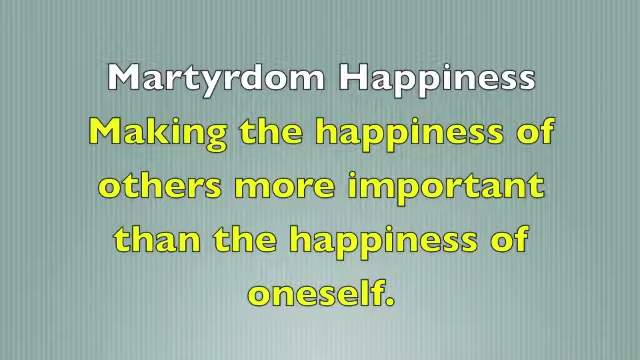 Martyrdom Happiness
Making the happiness of
others more important
than the happiness of
oneself.